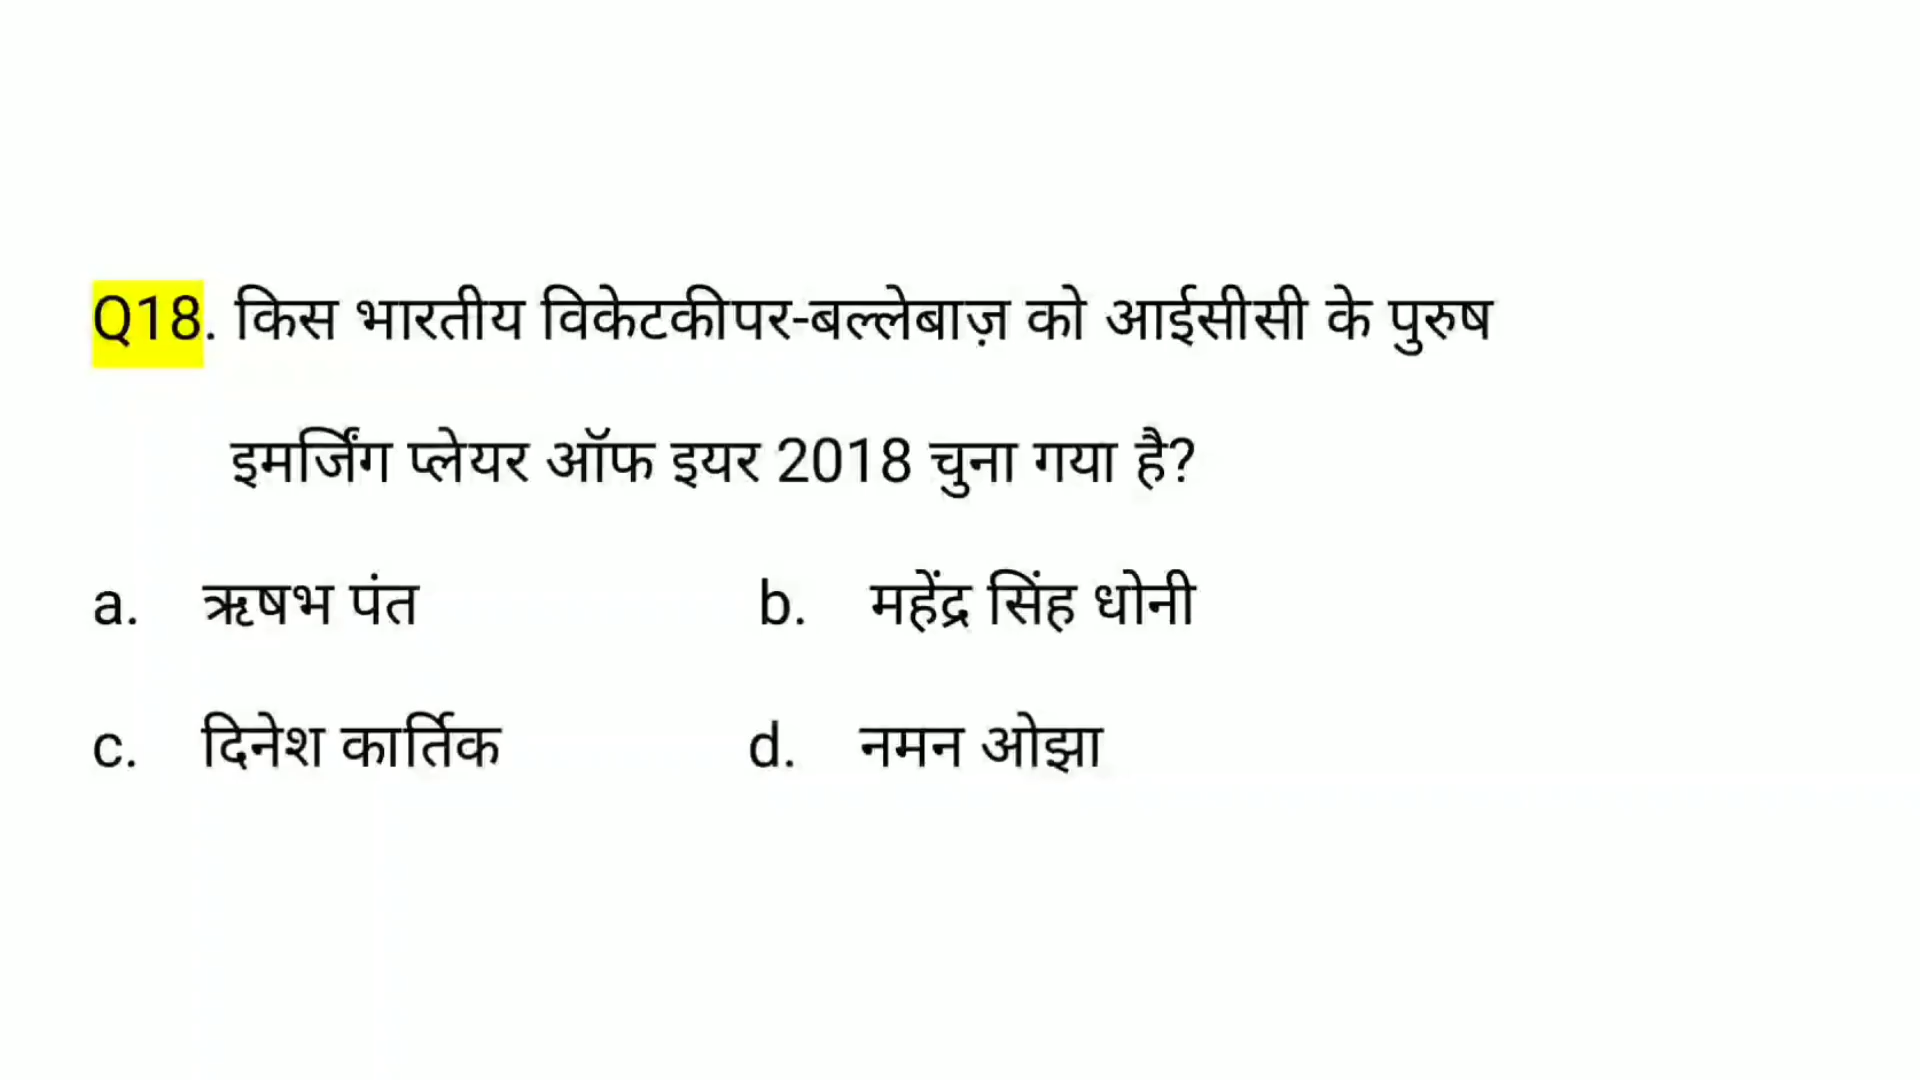 Q18. किस भारतीय विकेटकीपर-बल्लेबाज़ को आईसीसी के पुरुष
इमर्जिंग प्लेयर ऑफ इयर 2018 चुना गया है?
a. ऋषभ पंत b. महेंद्र सिंह धोनी
c. दिनेश कार्तिक d. नमन ओझा